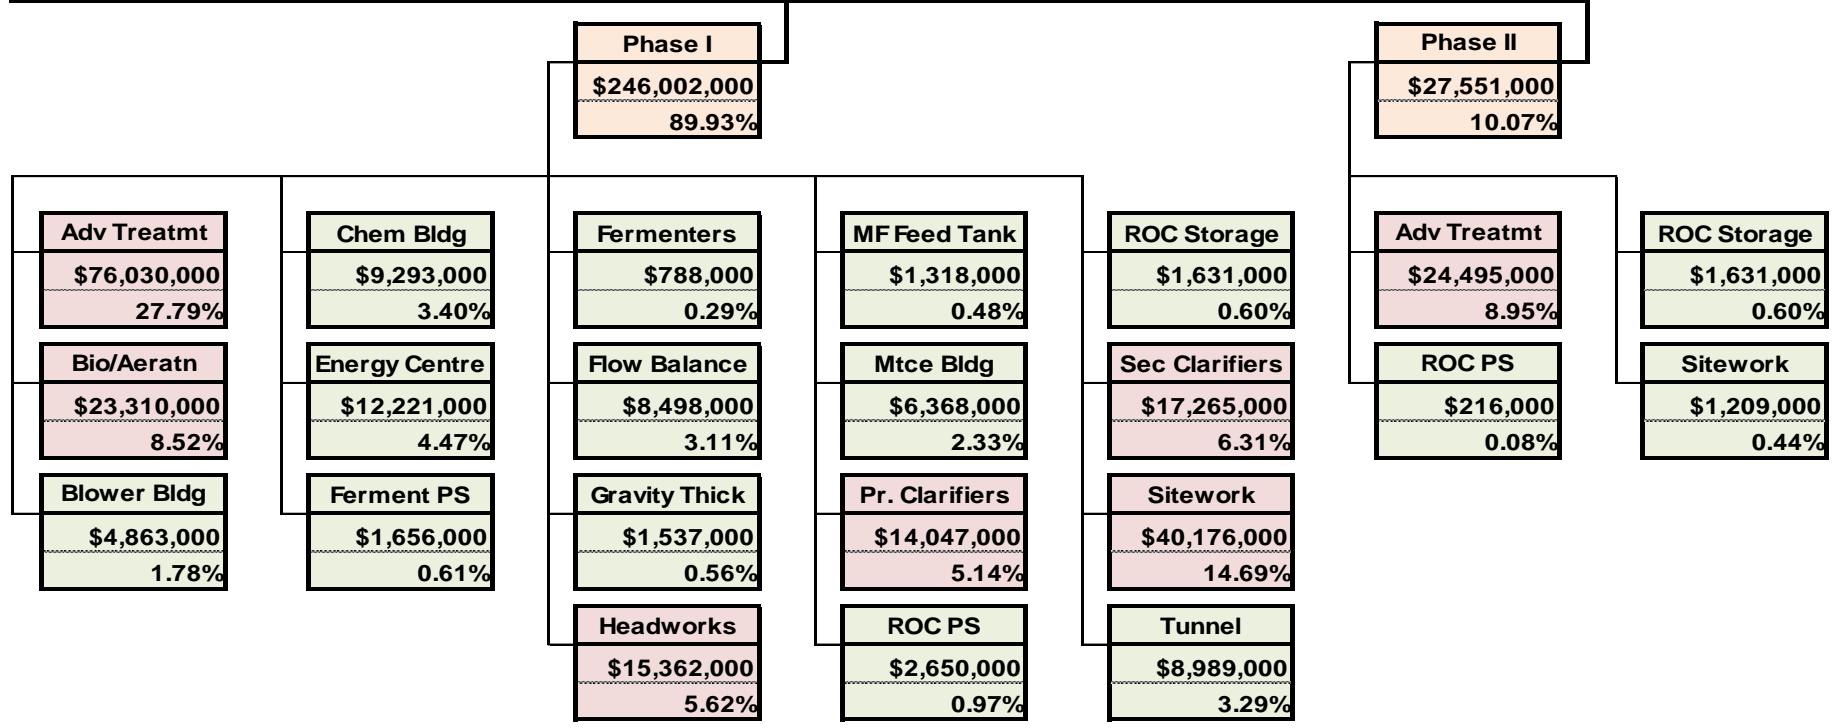 Phase I
$246,002,000
89.93%
Phase II
$27,551,000
10.07%
Adv Treatmt
$76,030,000
27.79%
Bio/Aeratn
$23,310,000
8.52%
Blower Bldg
$4,863,000
1.78%
Chem Bldg
$9,293,000
3.40%
Energy Centre
$12,221,000
4.47%
Ferment PS
$1,656,000
0.61%
Fermenters
$788,000
0.29%
Flow Balance
$8,498,000
3.11%
Gravity Thick
$1,537,000
0.56%
Headworks
$15,362,000
5.62%
MF Feed Tank
$1,318,000
0.48%
Mtce Bldg
$6,368,000
2.33%
Pr. Clarifiers
$14,047,000
5.14%
ROC PS
$2,650,000
0.97%
ROC Storage
$1,631,000
0.60%
Sec Clarifiers
$17,265,000
6.31%
Sitework
$40,176,000
14.69%
Tunnel
$8,989,000
3.29%
Adv Treatmt
$24,495,000
8.95%
ROC PS
$216,000
0.08%
ROC Storage
$1,631,000
0.60%
Sitework
$1,209,000
0.44%